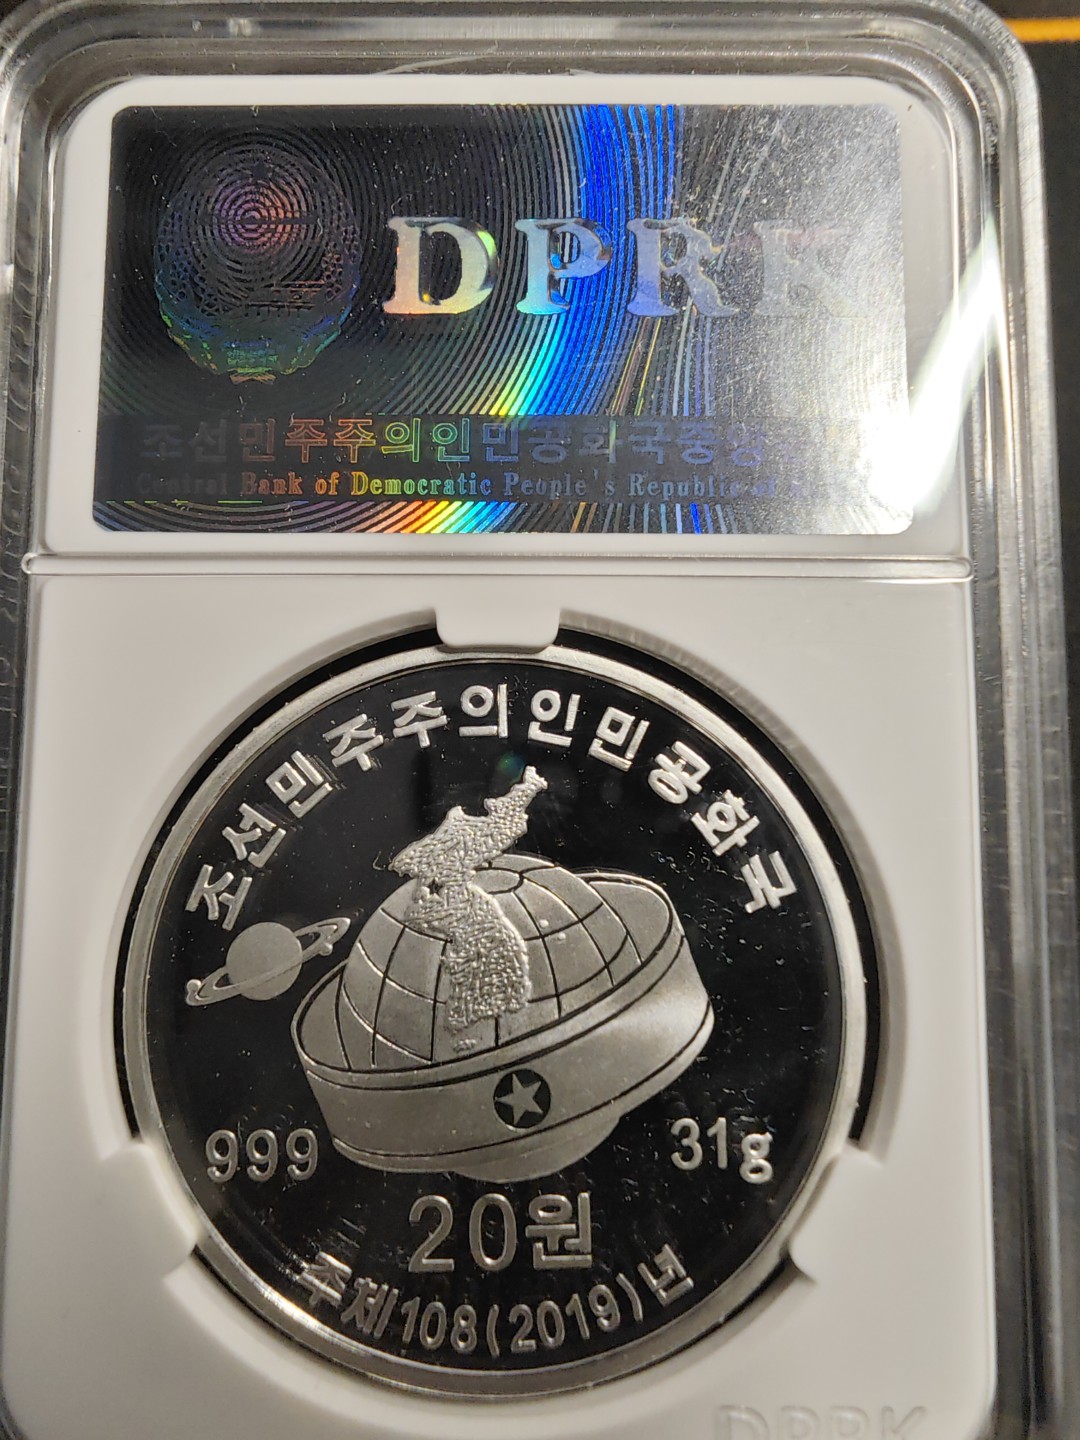 DPRK
조선민주주의인민공화국중앙
Central Bank of Democratic People's Republic of
조선민주주의인민공화국
999
31g
20원
주체108(2019)년
DPRK